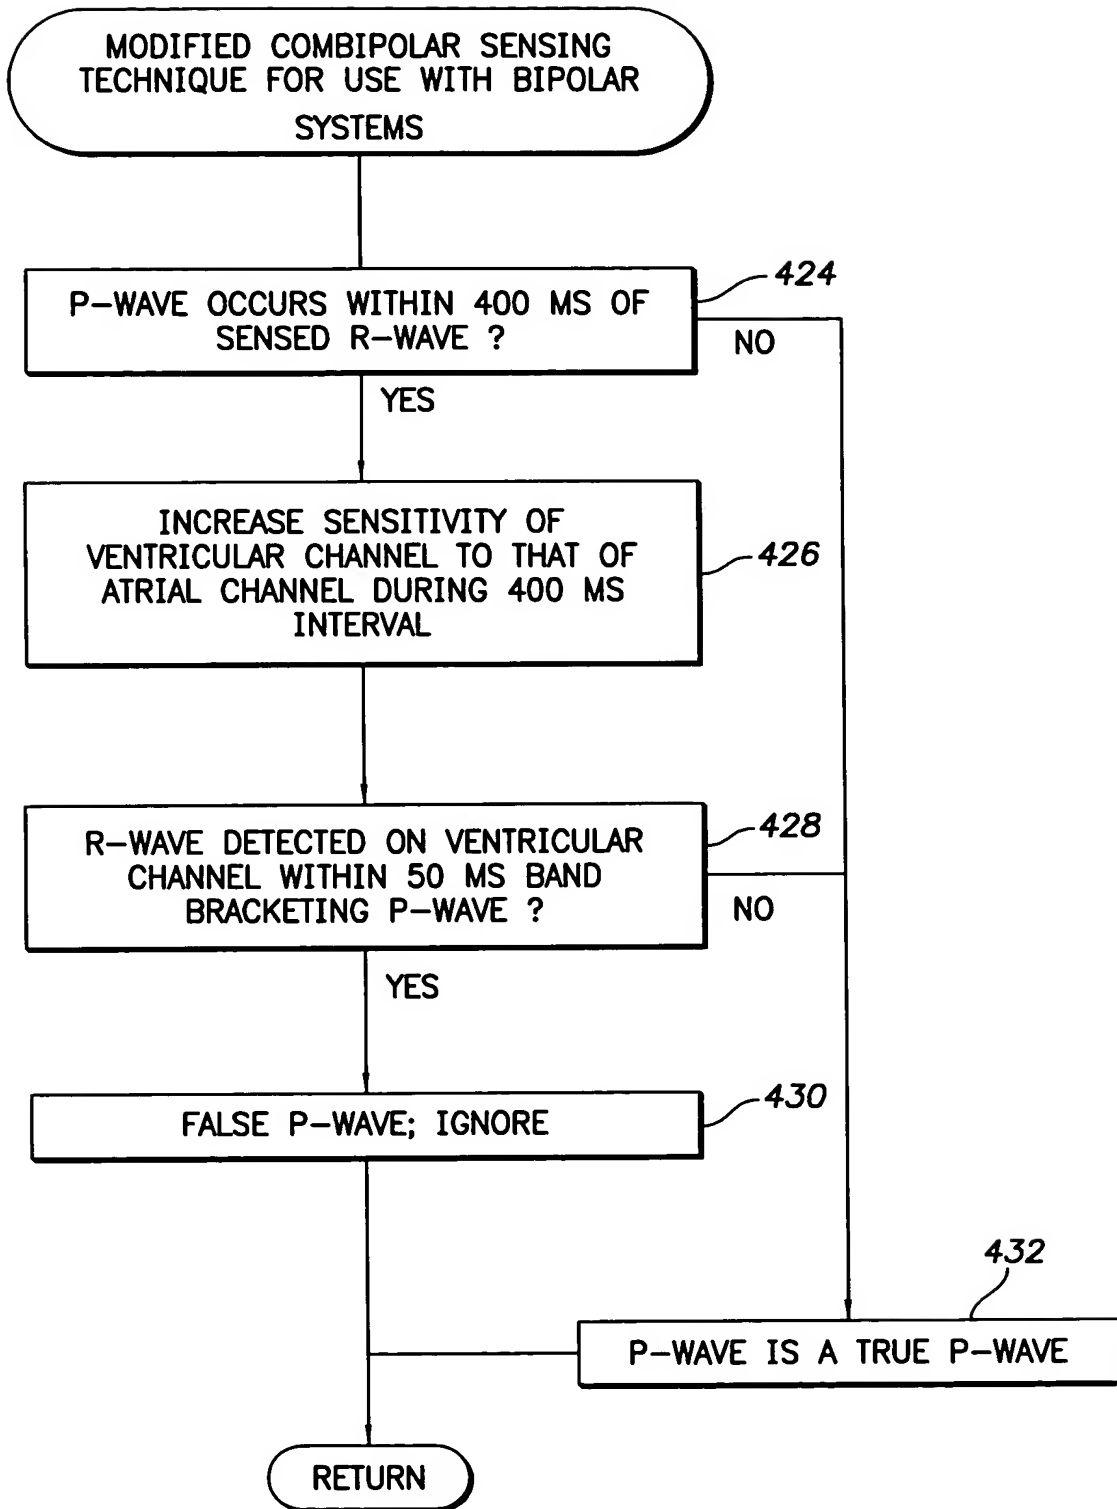 MODIFIED COMBIPOLAR SENSING
TECHNIQUE FOR USE WITH BIPOLAR
SYSTEMS
P-WAVE OCCURS WITHIN 400 MS OF
SENSED R-WAVE ?
424
NO
YES
INCREASE SENSITIVITY OF
VENTRICULAR CHANNEL TO THAT OF
ATRIAL CHANNEL DURING 400 MS
INTERVAL
426
R-WAVE DETECTED ON VENTRICULAR
CHANNEL WITHIN 50 MS BAND
BRACKETING P-WAVE ?
428
NO
YES
FALSE P-WAVE; IGNORE
430
432
P-WAVE IS A TRUE P-WAVE
RETURN